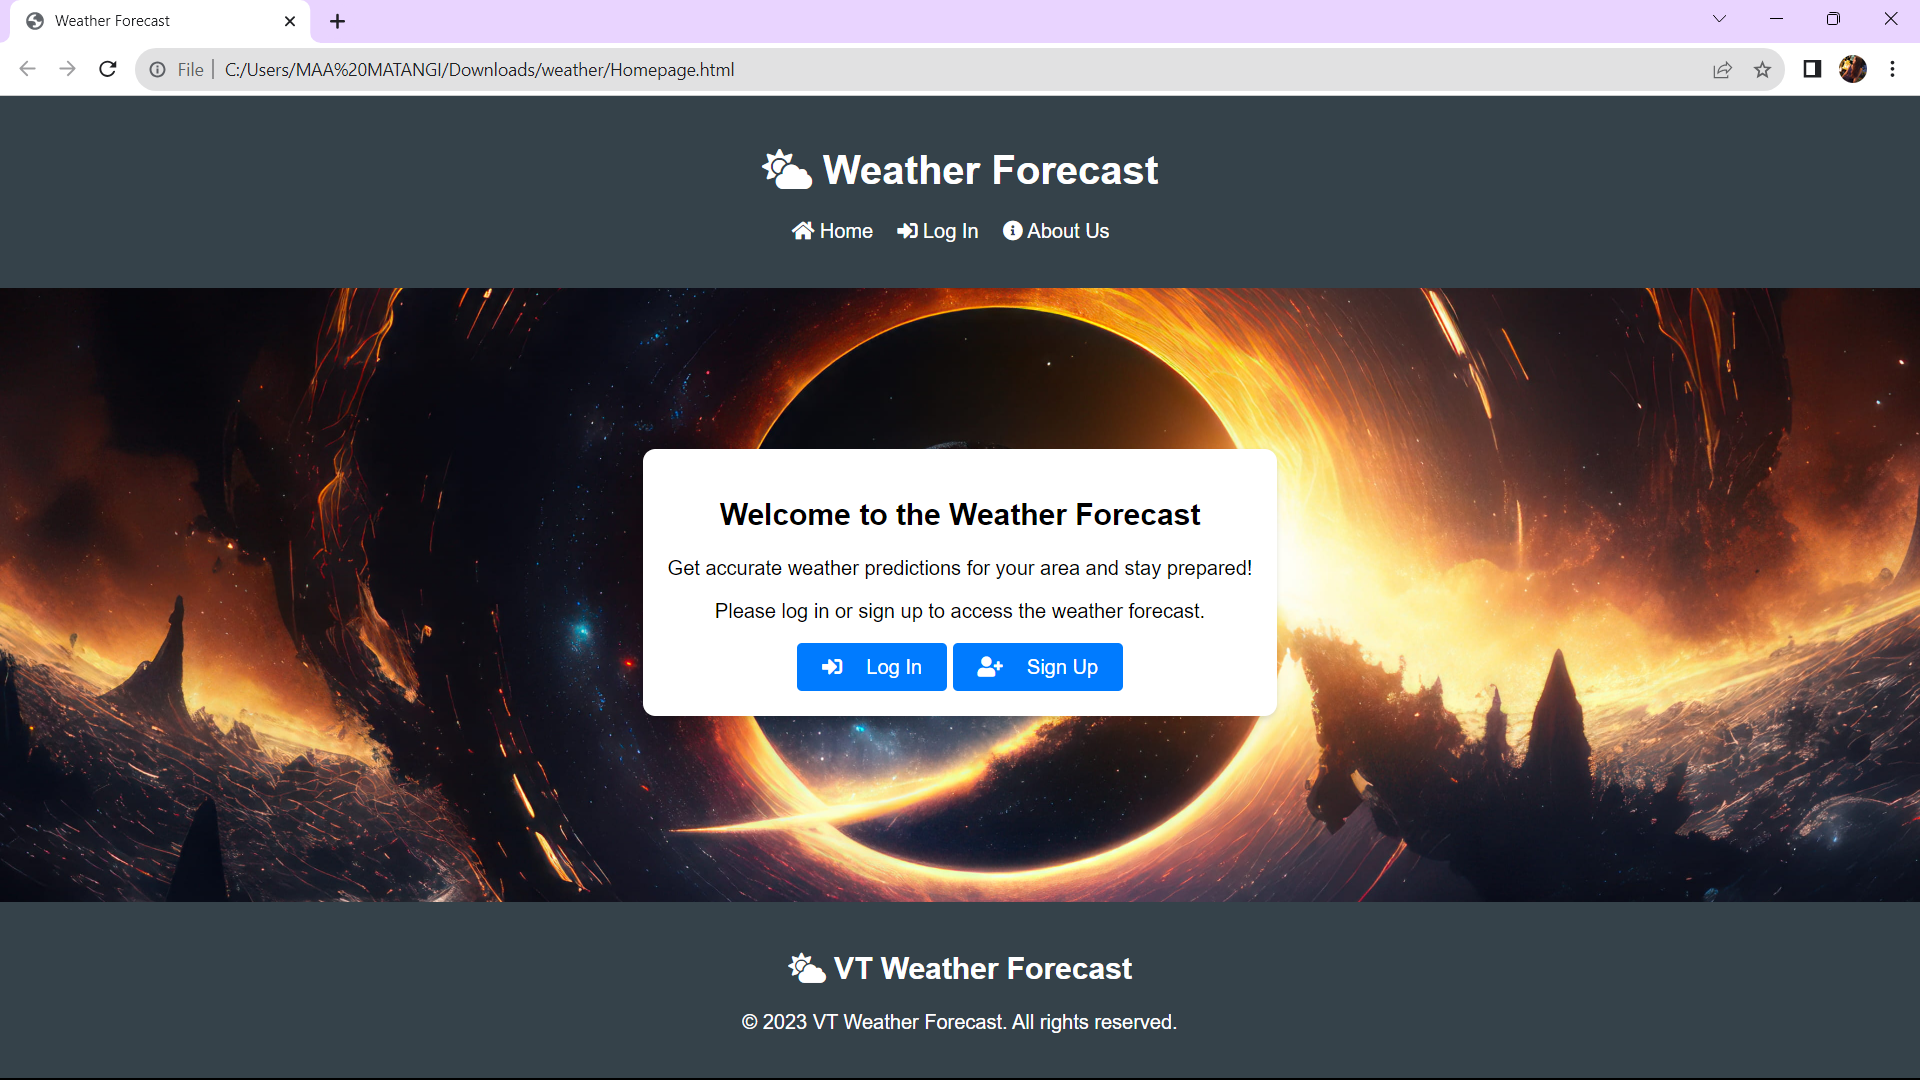 Weather Forecast
File C:/Users/MAA%20MATANGI/Downloads/weather/Homepage.html
Weather Forecast
Home Log In About Us
Welcome to the Weather Forecast
Get accurate weather predictions for your area and stay prepared!
Please log in or sign up to access the weather forecast.
Log In Sign Up
VT Weather Forecast
© 2023 VT Weather Forecast. All rights reserved.